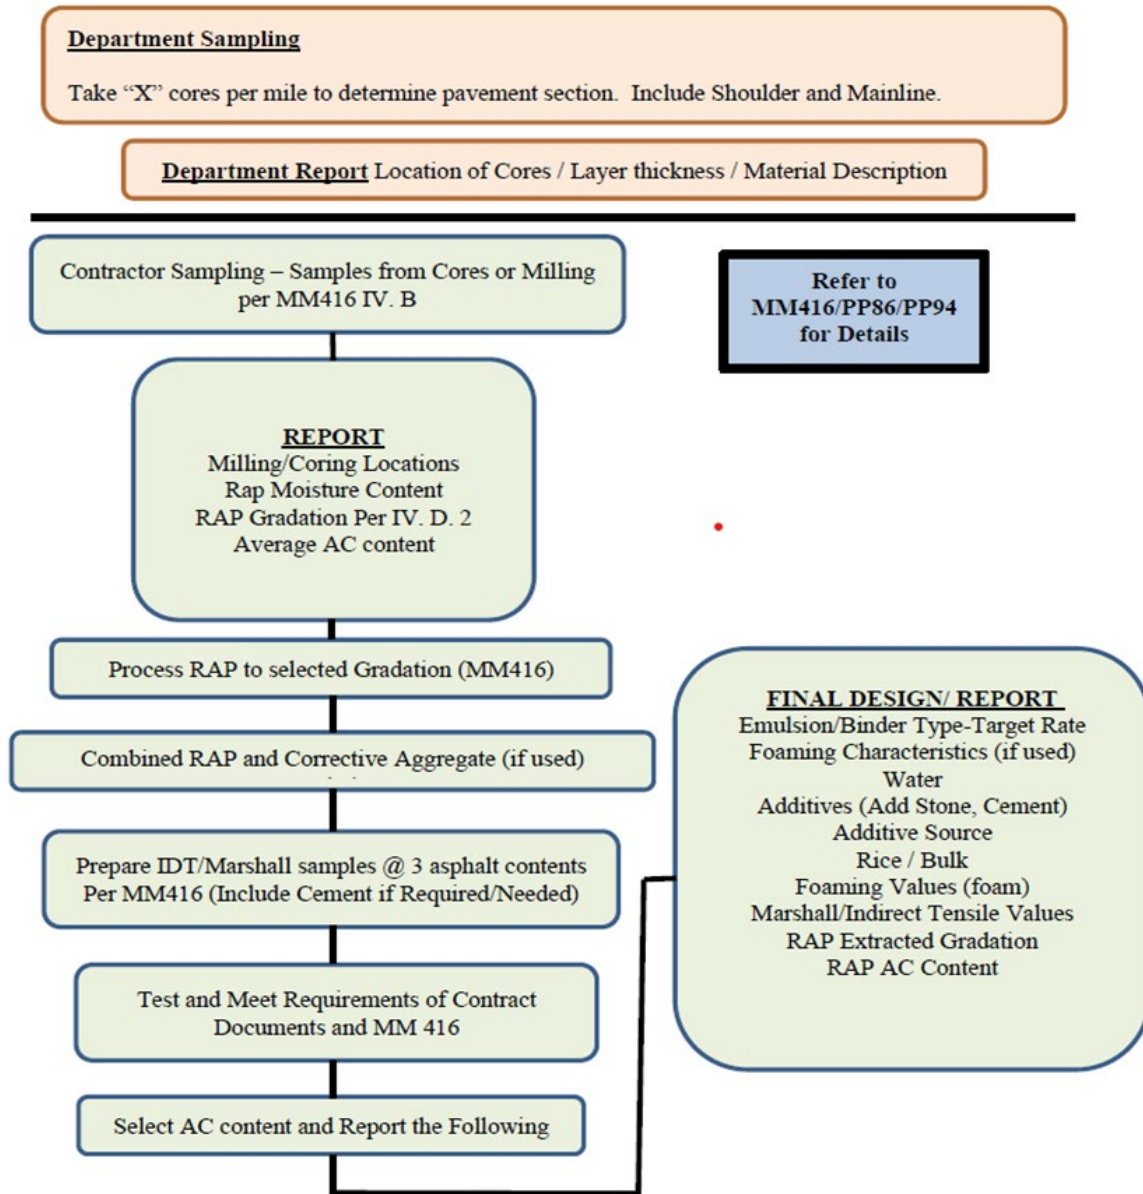 Department Sampling
Take “X” cores per mile to determine pavement section. Include Shoulder and Mainline.
Department Report Location of Cores / Layer thickness / Material Description
Contractor Sampling – Samples from Cores or Milling
per MM416 IV. B
Refer to
MM416/PP86/PP94
for Details
REPORT
Milling/Coring Locations
Rap Moisture Content
RAP Gradation Per IV. D. 2
Average AC content
Process RAP to selected Gradation (MM416)
Combined RAP and Corrective Aggregate (if used)
Prepare IDT/Marshall samples @ 3 asphalt contents
Per MM416 (Include Cement if Required/Needed)
Test and Meet Requirements of Contract
Documents and MM 416
Select AC content and Report the Following
FINAL DESIGN/ REPORT
Emulsion/Binder Type-Target Rate
Foaming Characteristics (if used)
Water
Additives (Add Stone, Cement)
Additive Source
Rice / Bulk
Foaming Values (foam)
Marshall/Indirect Tensile Values
RAP Extracted Gradation
RAP AC Content